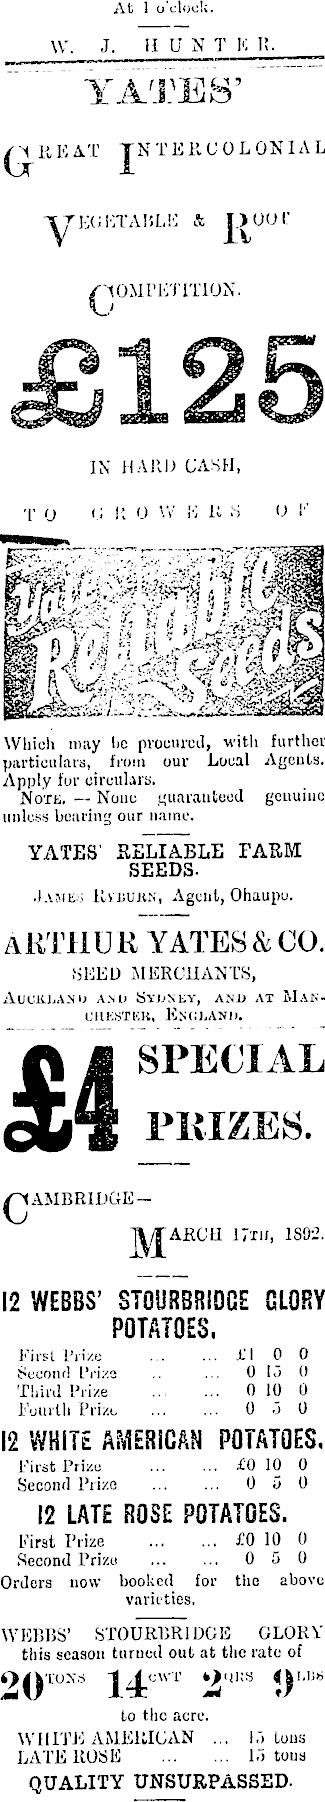 At 1 o'clock.
W. J. HUNTER.
YATES'
GREAT INTERCOLONIAL
VEGETABLE & ROOT
COMPETITION.
£125
IN HARD CASH,
TO GROWERS OF
Yates'
Reliable
Seeds
Which may be procured, with further
particulars, from our Local Agents.
Apply for circulars.
NOTE. — None guaranteed genuine
unless bearing our name.
YATES' RELIABLE FARM
SEEDS.
JAMES RYBURN, Agent, Ohaupo.
ARTHUR YATES & CO.
SEED MERCHANTS,
AUCKLAND AND SYDNEY, AND AT MAN-
CHESTER, ENGLAND.
£4 SPECIAL
PRIZES.
CAMBRIDGE—
MARCH 17TH, 1892.
12 WEBBS' STOURBRIDGE GLORY
POTATOES.
First Prize ... ... £1 0 0
Second Prize .. ... 0 15 0
Third Prize ... ... 0 10 0
Fourth Prize ... ... 0 5 0
12 WHITE AMERICAN POTATOES.
First Prize ... ... £0 10 0
Second Prize ... ... 0 5 0
12 LATE ROSE POTATOES.
First Prize ... ... £0 10 0
Second Prize ... ... 0 5 0
Orders now booked for the above
varieties.
WEBBS' STOURBRIDGE GLORY
this season turned out at the rate of
20 TONS 14 CWT 2 QRS 9 LBS
to the acre.
WHITE AMERICAN ... 15 tons
LATE ROSE ... ... 15 tons
QUALITY UNSURPASSED.